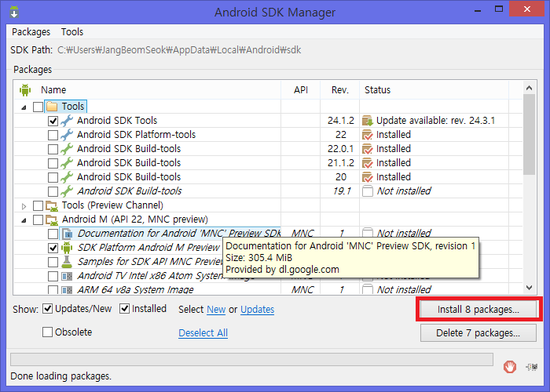 Android SDK Manager
Packages Tools
SDK Path: C:₩Users₩JangBeomSeok₩AppData₩Local₩Android₩sdk
Packages
Name API Rev. Status
Tools
Android SDK Tools 24.1.2 Update available: rev. 24.3.1
Android SDK Platform-tools 22 Installed
Android SDK Build-tools 22.0.1 Installed
Android SDK Build-tools 21.1.2 Installed
Android SDK Build-tools 20 Installed
Android SDK Build-tools 19.1 Not installed
Tools (Preview Channel)
Android M (API 22, MNC preview)
Documentation for Android 'MNC' Preview SDK MNC 1 Not installed
SDK Platform Android M Preview
Documentation for Android 'MNC' Preview SDK, revision 1
Size: 305.4 MiB
Provided by dl.google.com
Samples for SDK API MNC Preview
Android TV Intel x86 Atom System
ARM 64 v8a System Image MNC 1 Not installed
Show: Updates/New Installed Select New or Updates
Install 8 packages...
Obsolete Deselect All
Delete 7 packages...
Done loading packages.